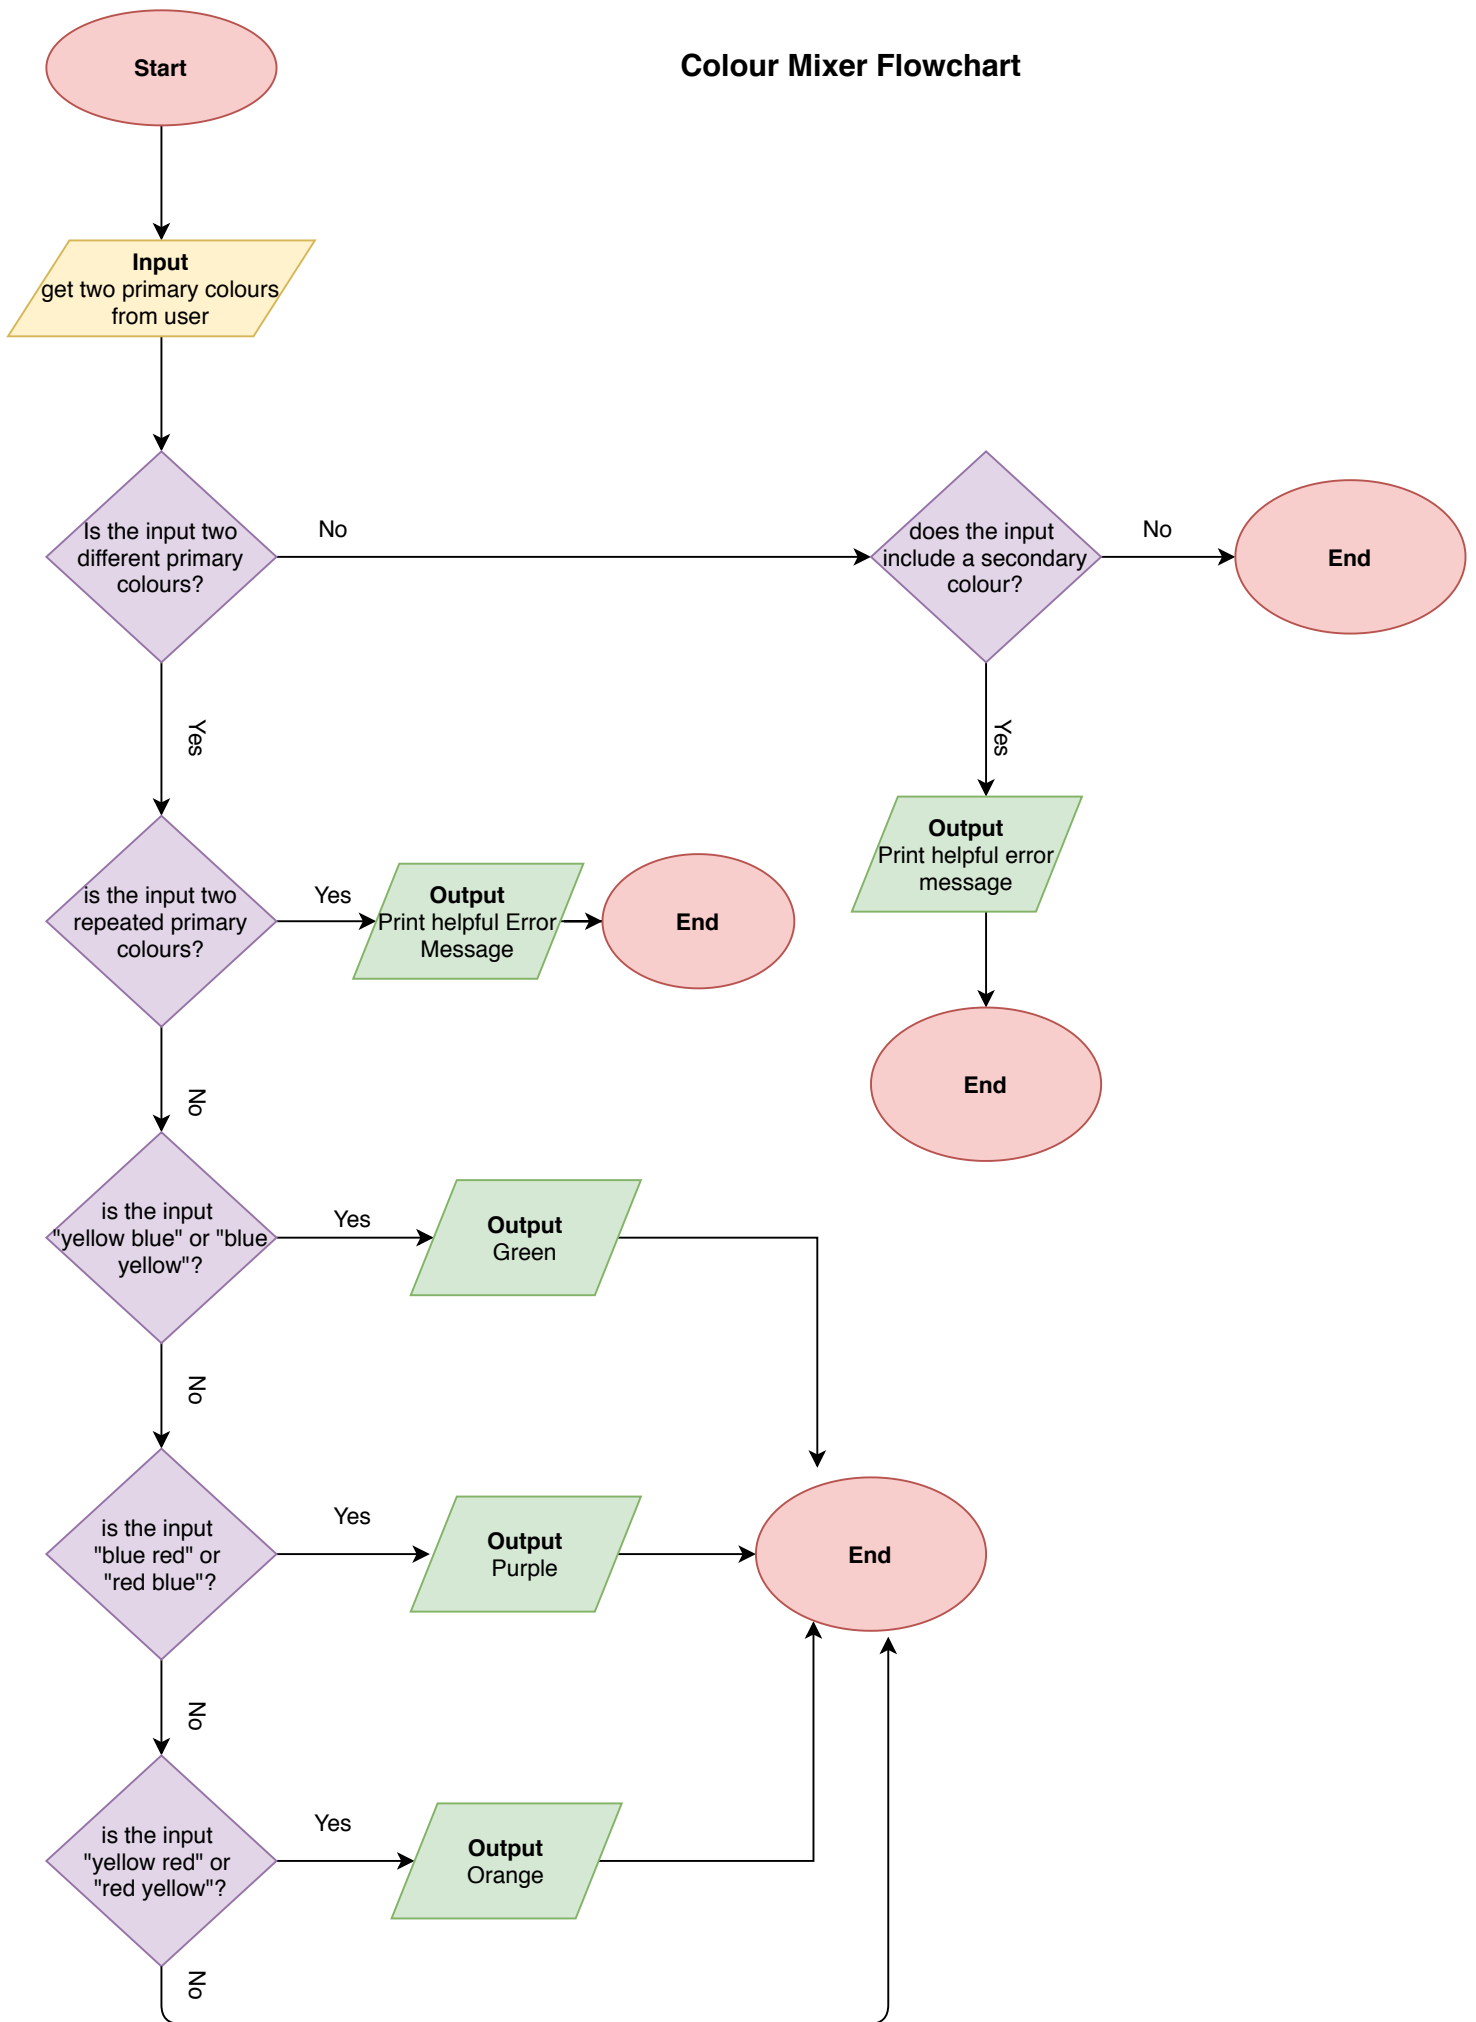 Start
Colour Mixer Flowchart
Input
get two primary colours
from user
Is the input two
different primary
colours?
No
does the input
include a secondary
colour?
No
End
Yes
Yes
Output
Print helpful error
message
is the input two
repeated primary
colours?
Yes
Output
Print helpful Error
Message
End
End
No
is the input
"yellow blue" or "blue
yellow"?
Yes
Output
Green
No
is the input
"blue red" or
"red blue"?
Yes
Output
Purple
End
No
is the input
"yellow red" or
"red yellow"?
Yes
Output
Orange
No